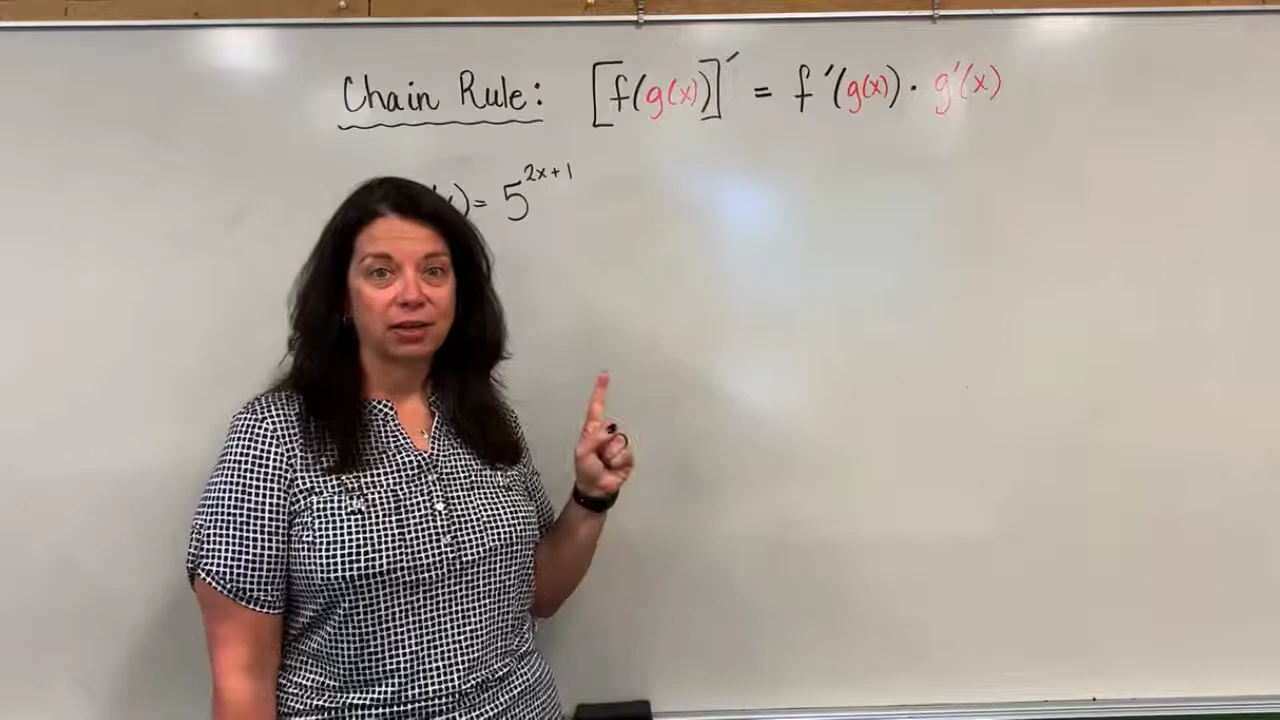 Chain Rule: [f(g(x))]′ = f′(g(x)) · g′(x)
) = 5^{2x+1}